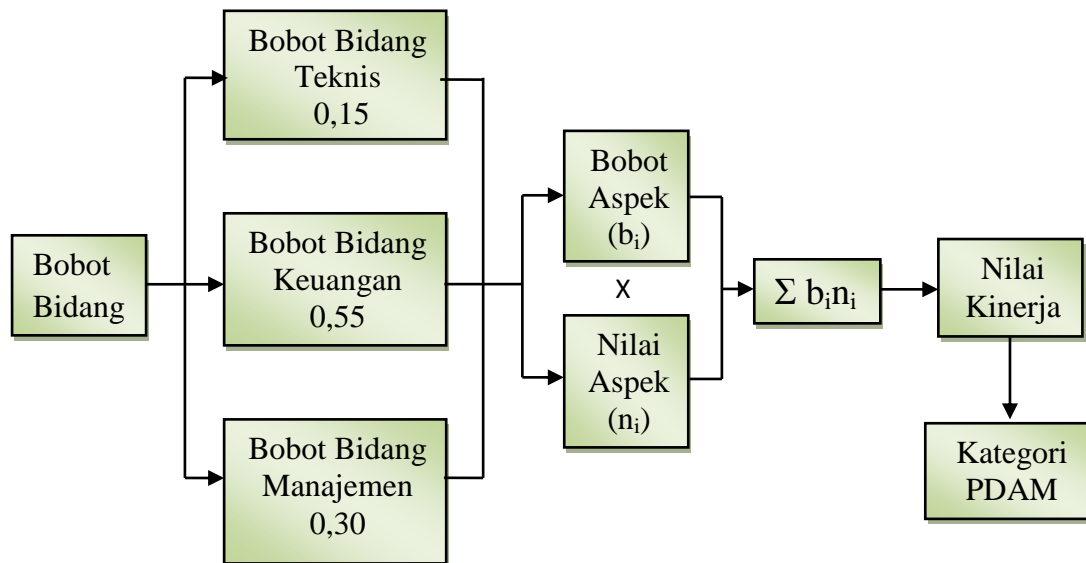 Bobot
Bidang
Bobot Bidang
Teknis
0,15
Bobot Bidang
Keuangan
0,55
Bobot Bidang
Manajemen
0,30
Bobot
Aspek
(bᵢ)
X
Nilai
Aspek
(nᵢ)
Σ bᵢnᵢ
Nilai
Kinerja
Kategori
PDAM